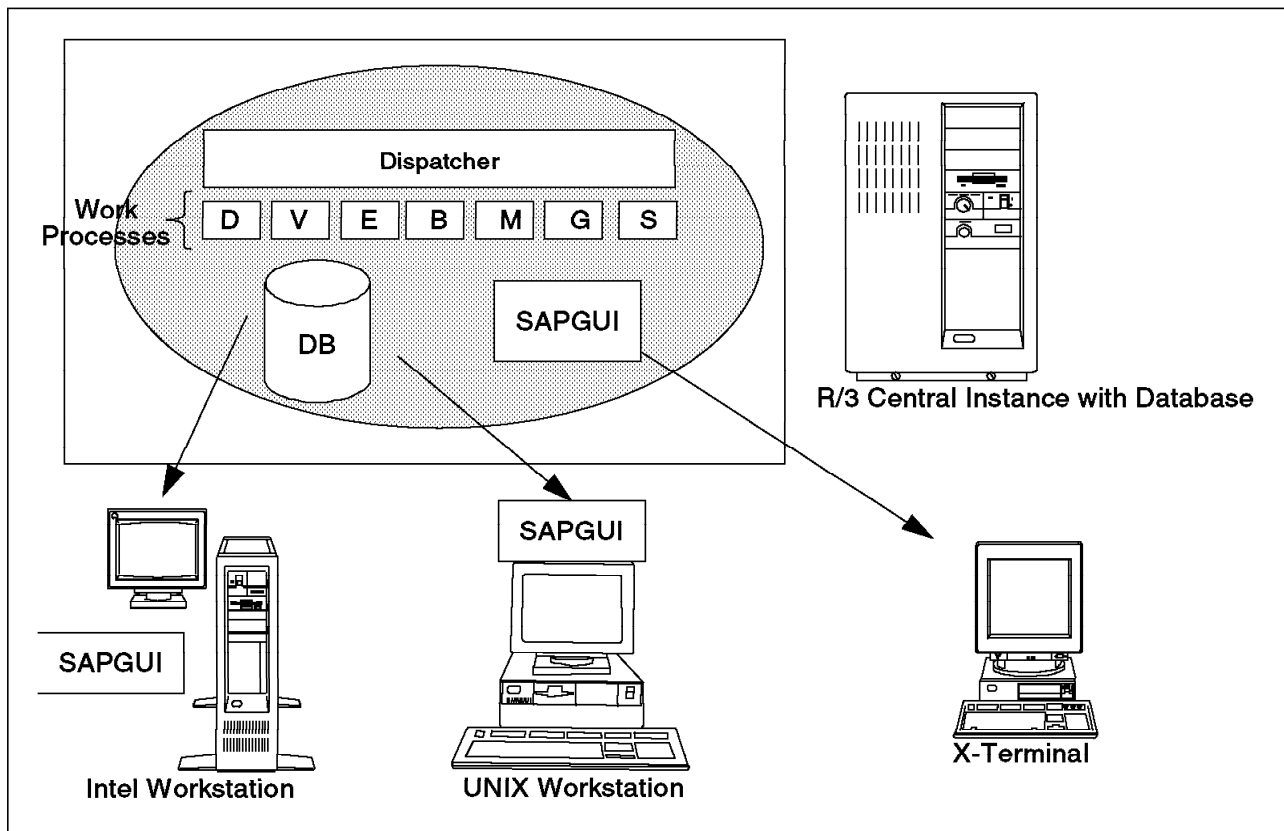 Dispatcher
Work
Processes
D V E B M G S
DB
SAPGUI
R/3 Central Instance with Database
SAPGUI
SAPGUI
Intel Workstation
UNIX Workstation
X-Terminal